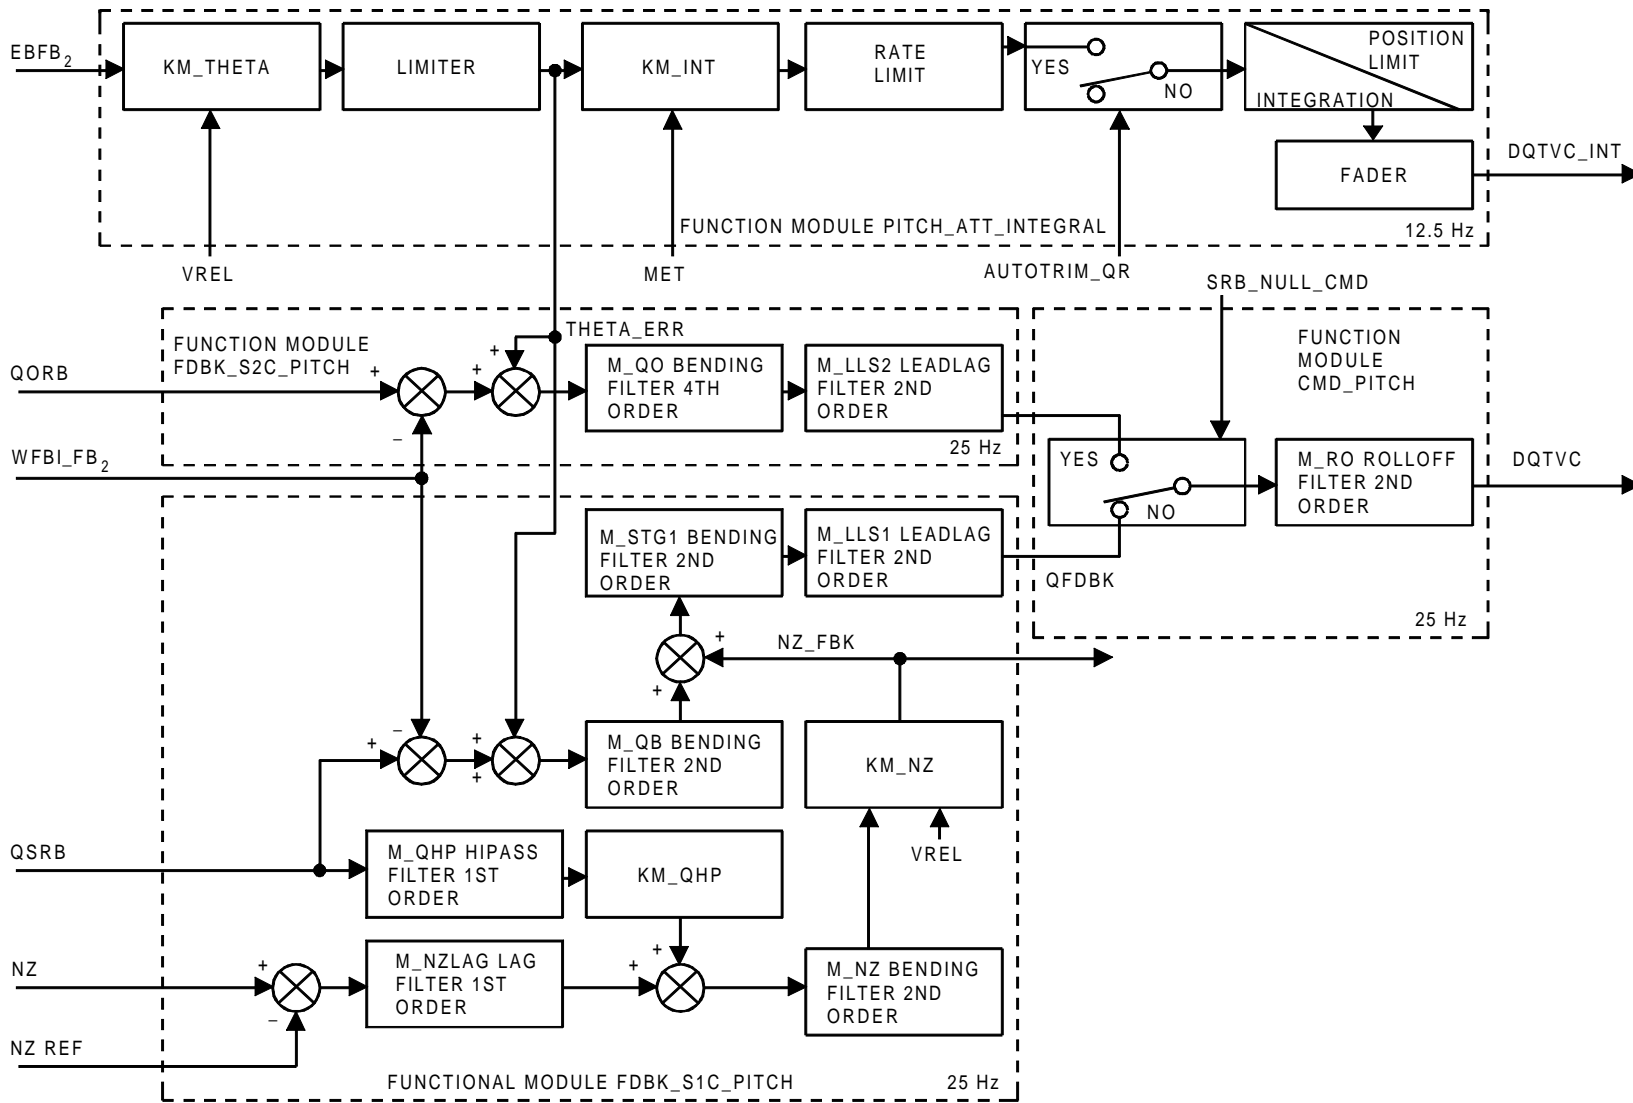 EBFB2
KM_THETA
LIMITER
KM_INT
RATE
LIMIT
YES
NO
POSITION
LIMIT
INTEGRATION
FADER
DQTVC_INT
FUNCTION MODULE PITCH_ATT_INTEGRAL
12.5 Hz
VREL
MET
AUTOTRIM_QR
SRB_NULL_CMD
FUNCTION MODULE
FDBK_S2C_PITCH
THETA_ERR
QORB
+
–
+
+
M_QO BENDING
FILTER 4TH
ORDER
M_LLS2 LEADLAG
FILTER 2ND
ORDER
25 Hz
FUNCTION
MODULE
CMD_PITCH
WFBI_FB2
YES
NO
M_RO ROLLOFF
FILTER 2ND
ORDER
DQTVC
25 Hz
M_STG1 BENDING
FILTER 2ND
ORDER
M_LLS1 LEADLAG
FILTER 2ND
ORDER
QFDBK
+
+
NZ_FBK
+
–
+
+
M_QB BENDING
FILTER 2ND
ORDER
KM_NZ
VREL
QSRB
M_QHP HIPASS
FILTER 1ST
ORDER
KM_QHP
NZ
+
–
M_NZLAG LAG
FILTER 1ST
ORDER
+
+
M_NZ BENDING
FILTER 2ND
ORDER
NZ REF
FUNCTIONAL MODULE FDBK_S1C_PITCH
25 Hz